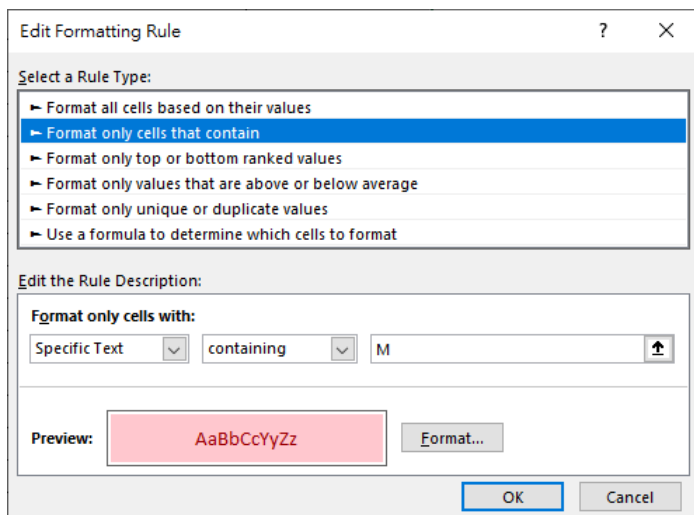 Edit Formatting Rule ? ×
Select a Rule Type:
► Format all cells based on their values
► Format only cells that contain
► Format only top or bottom ranked values
► Format only values that are above or below average
► Format only unique or duplicate values
► Use a formula to determine which cells to format
Edit the Rule Description:
Format only cells with:
Specific Text containing M
Preview: AaBbCcYyZz Format...
OK Cancel